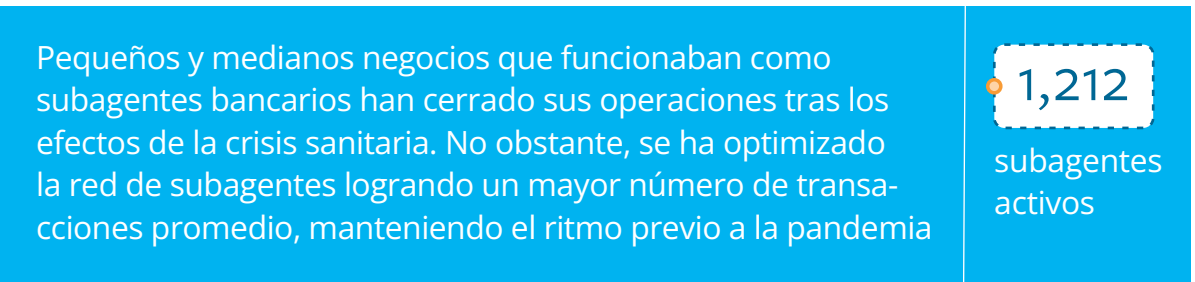 Pequeños y medianos negocios que funcionaban como
subagentes bancarios han cerrado sus operaciones tras los
efectos de la crisis sanitaria. No obstante, se ha optimizado
la red de subagentes logrando un mayor número de transa-
cciones promedio, manteniendo el ritmo previo a la pandemia
1,212
subagentes
activos